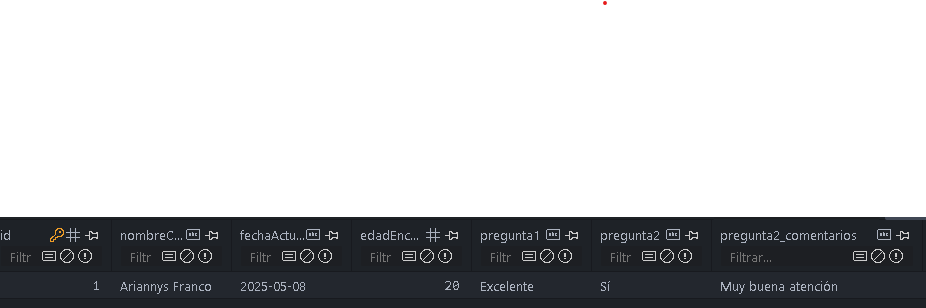 id nombreC... fechaActu... edadEnc... pregunta1 pregunta2 pregunta2_comentarios
Filtr Filtr Filtr Filtr Filtr Filtr Filtrar...
1 Ariannys Franco 2025-05-08 20 Excelente Sí Muy buena atención